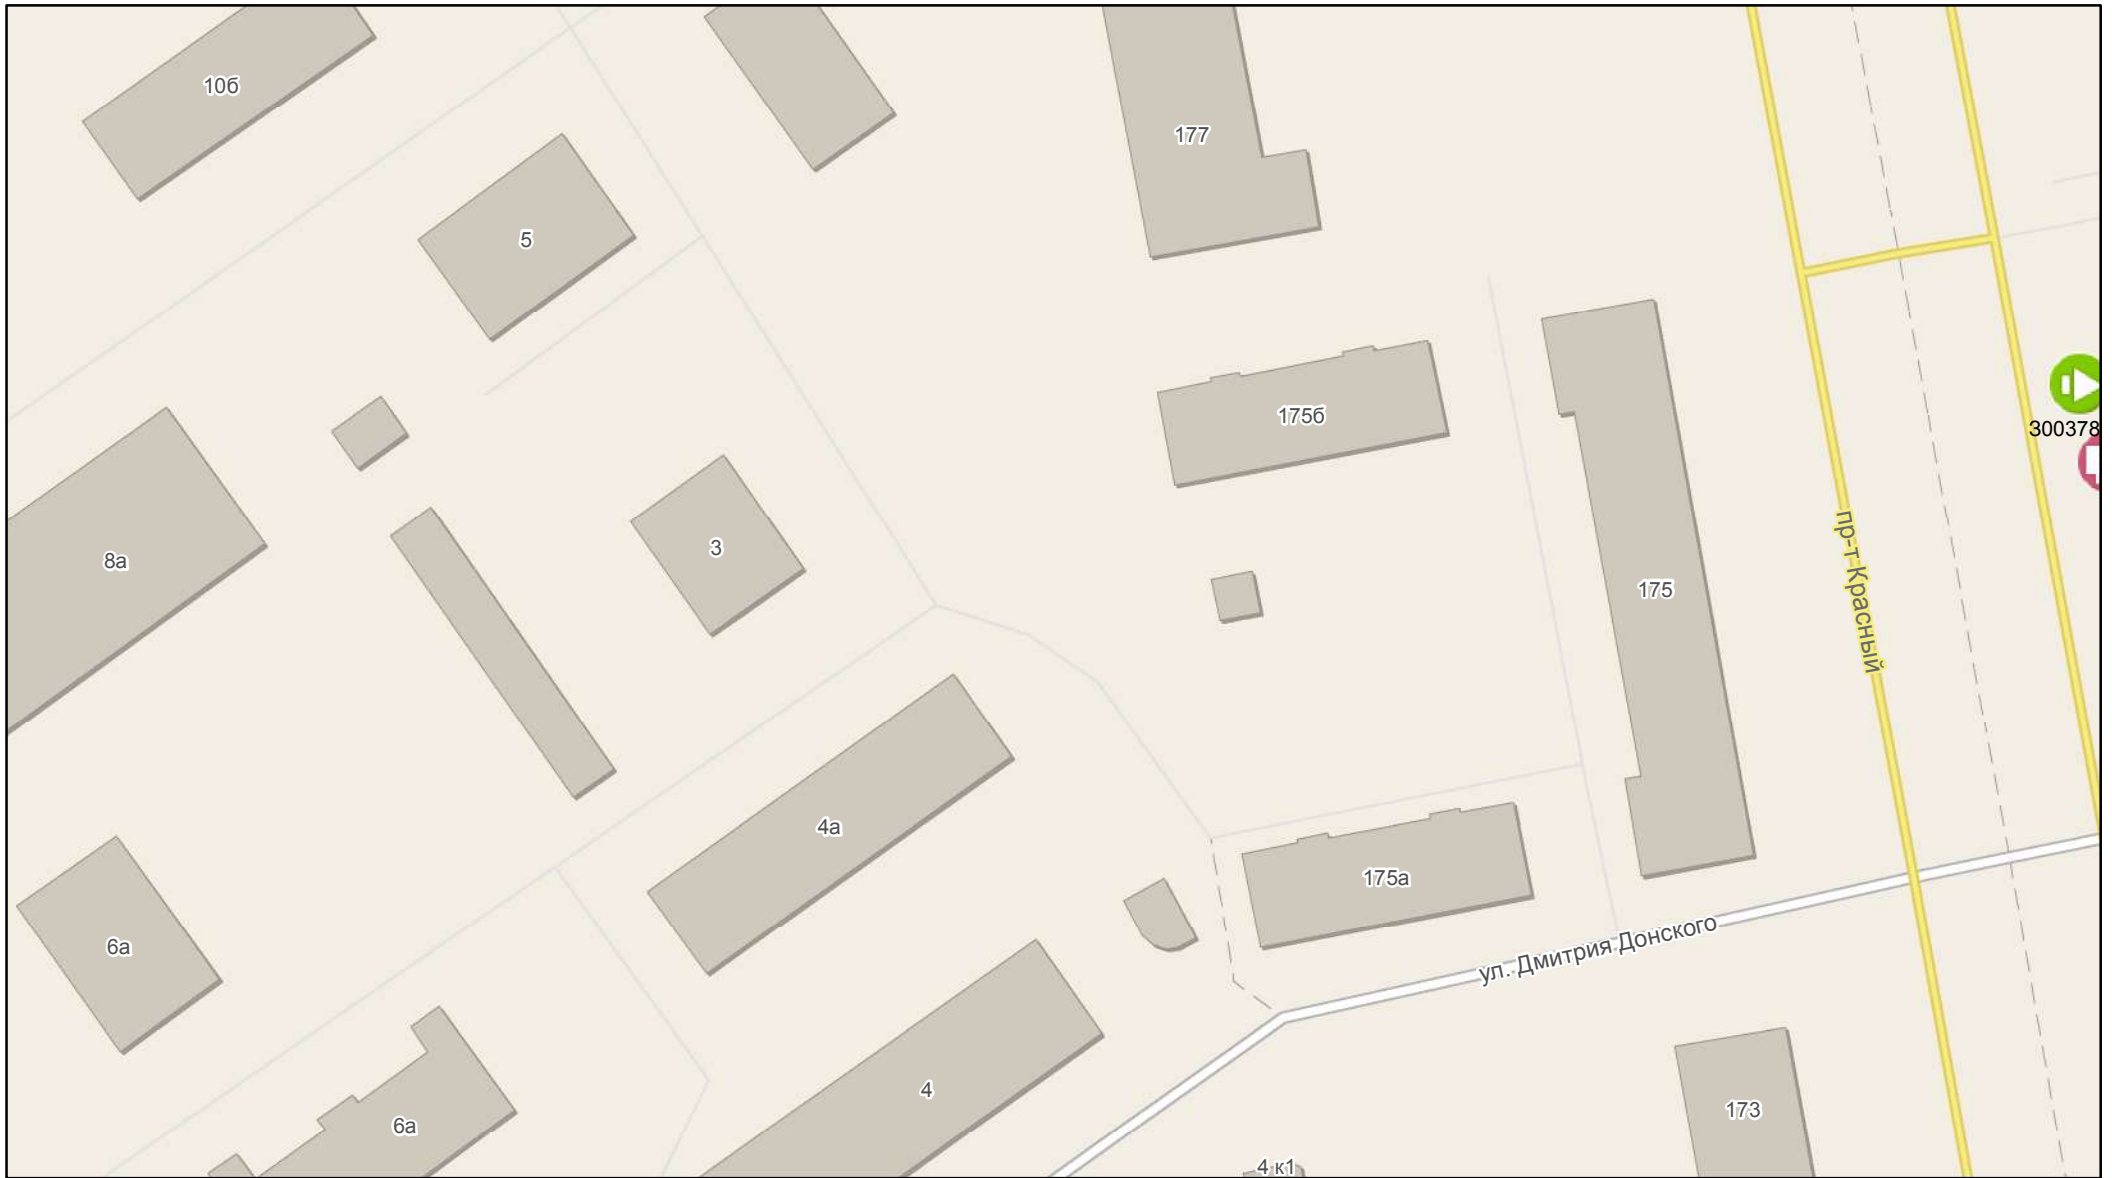 10б
177
5
175б
300378
8а
3
175
пр-т Красный
4а
175а
6а
ул. Дмитрия Донского
4
173
6а
4 к1